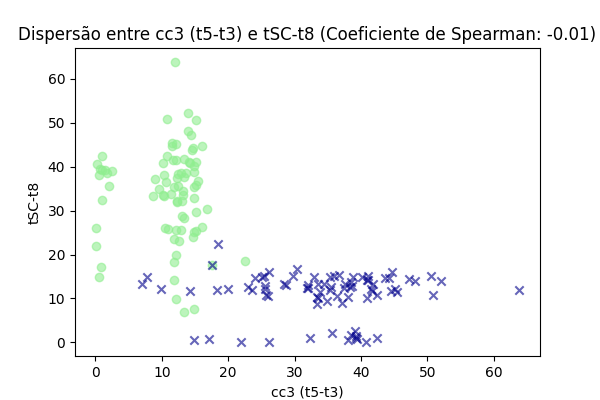 Dispersão entre cc3 (t5-t3) e tSC-t8 (Coeficiente de Spearman: -0.01)
60
50
40
30
20
10
0
tSC-t8
0 10 20 30 40 50 60
cc3 (t5-t3)